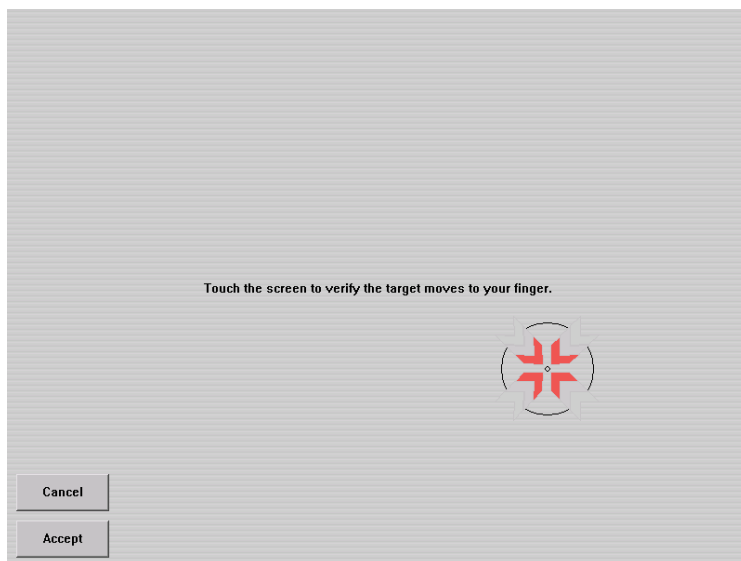 Touch the screen to verify the target moves to your finger.
Cancel
Accept